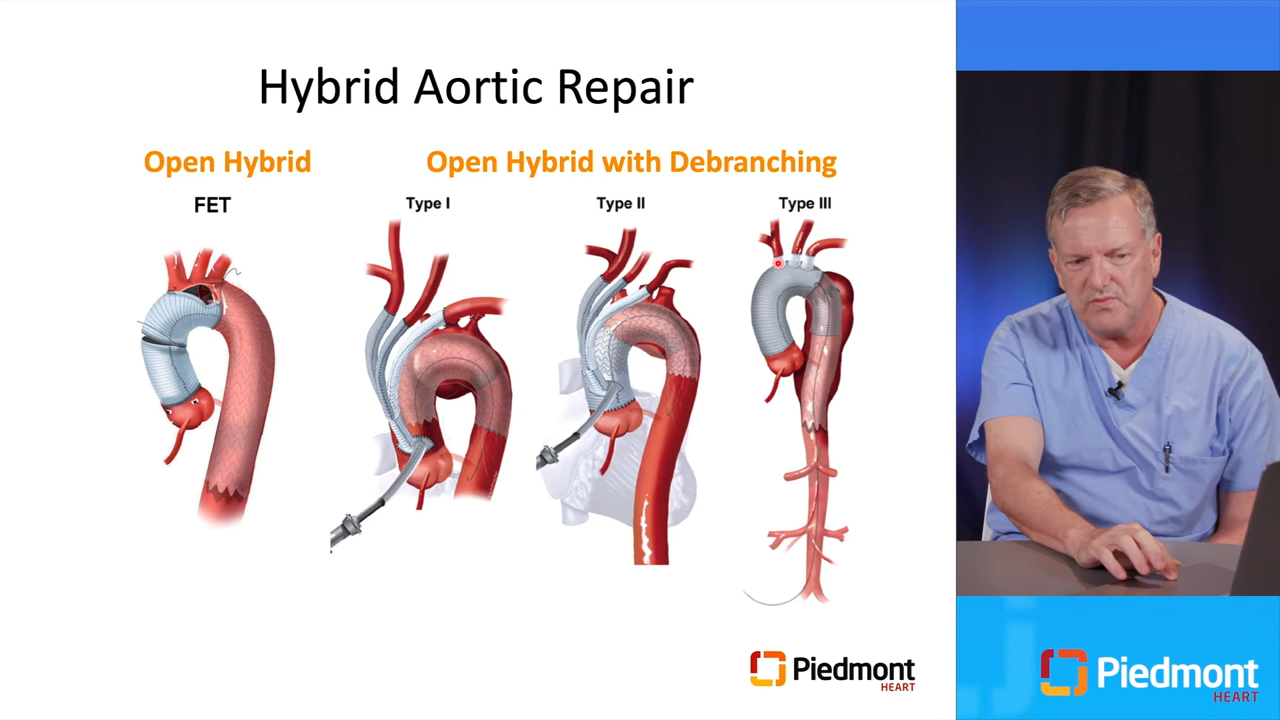 Hybrid Aortic Repair
Open Hybrid
Open Hybrid with Debranching
FET
Type I
Type II
Type III
Piedmont
HEART
Piedmont
HEART